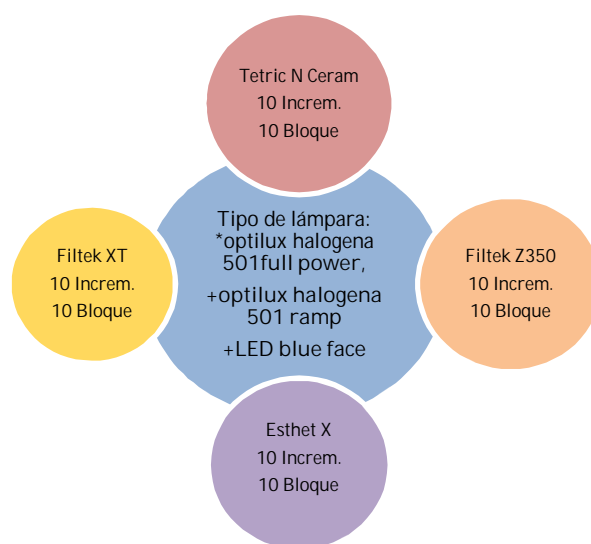 Tetric N Ceram
10 Increm.
10 Bloque
Tipo de lámpara:
*optilux halogena
501full power,
+optilux halogena
501 ramp
+LED blue face
Filtek XT
10 Increm.
10 Bloque
Filtek Z350
10 Increm.
10 Bloque
Esthet X
10 Increm.
10 Bloque